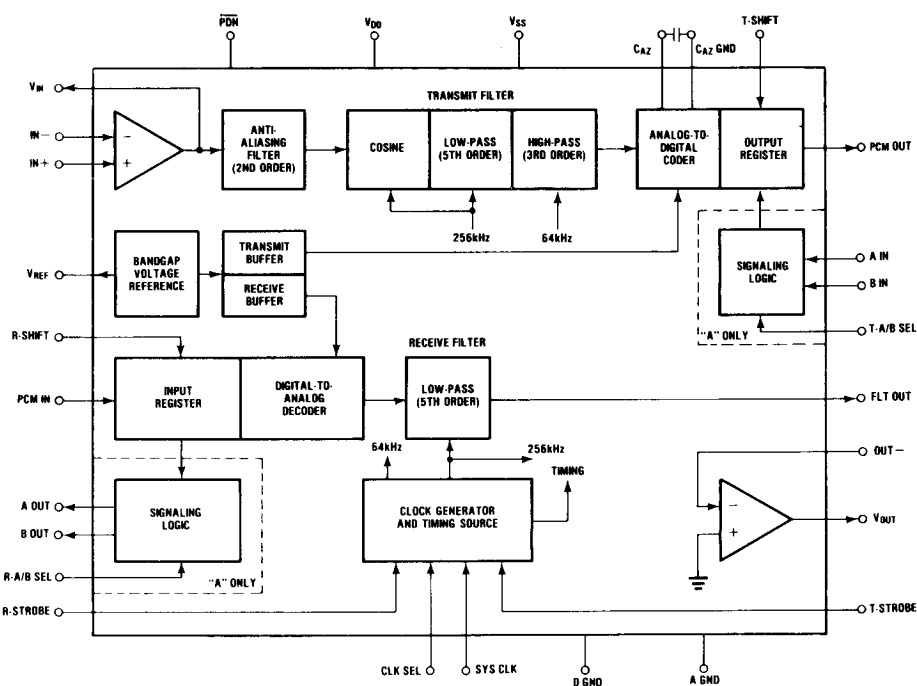 PDN
VDD
VSS
T-SHIFT
CAZ
CAZ GND
VIN
IN−
IN+
−
+
ANTI-
ALIASING
FILTER
(2ND ORDER)
TRANSMIT FILTER
COSINE
LOW-PASS
(5TH ORDER)
HIGH-PASS
(3RD ORDER)
ANALOG-TO-
DIGITAL
CODER
OUTPUT
REGISTER
PCM OUT
256kHz
64kHz
VREF
BANDGAP
VOLTAGE
REFERENCE
TRANSMIT
BUFFER
RECEIVE
BUFFER
SIGNALING
LOGIC
A IN
B IN
"A" ONLY
T-A/B SEL
R-SHIFT
PCM IN
INPUT
REGISTER
DIGITAL-TO-
ANALOG
DECODER
RECEIVE FILTER
LOW-PASS
(5TH ORDER)
FLT OUT
64kHz
256kHz
TIMING
OUT−
A OUT
B OUT
SIGNALING
LOGIC
CLOCK GENERATOR
AND TIMING SOURCE
−
+
VOUT
R-A/B SEL
"A" ONLY
R-STROBE
T-STROBE
CLK SEL
SYS CLK
D GND
A GND